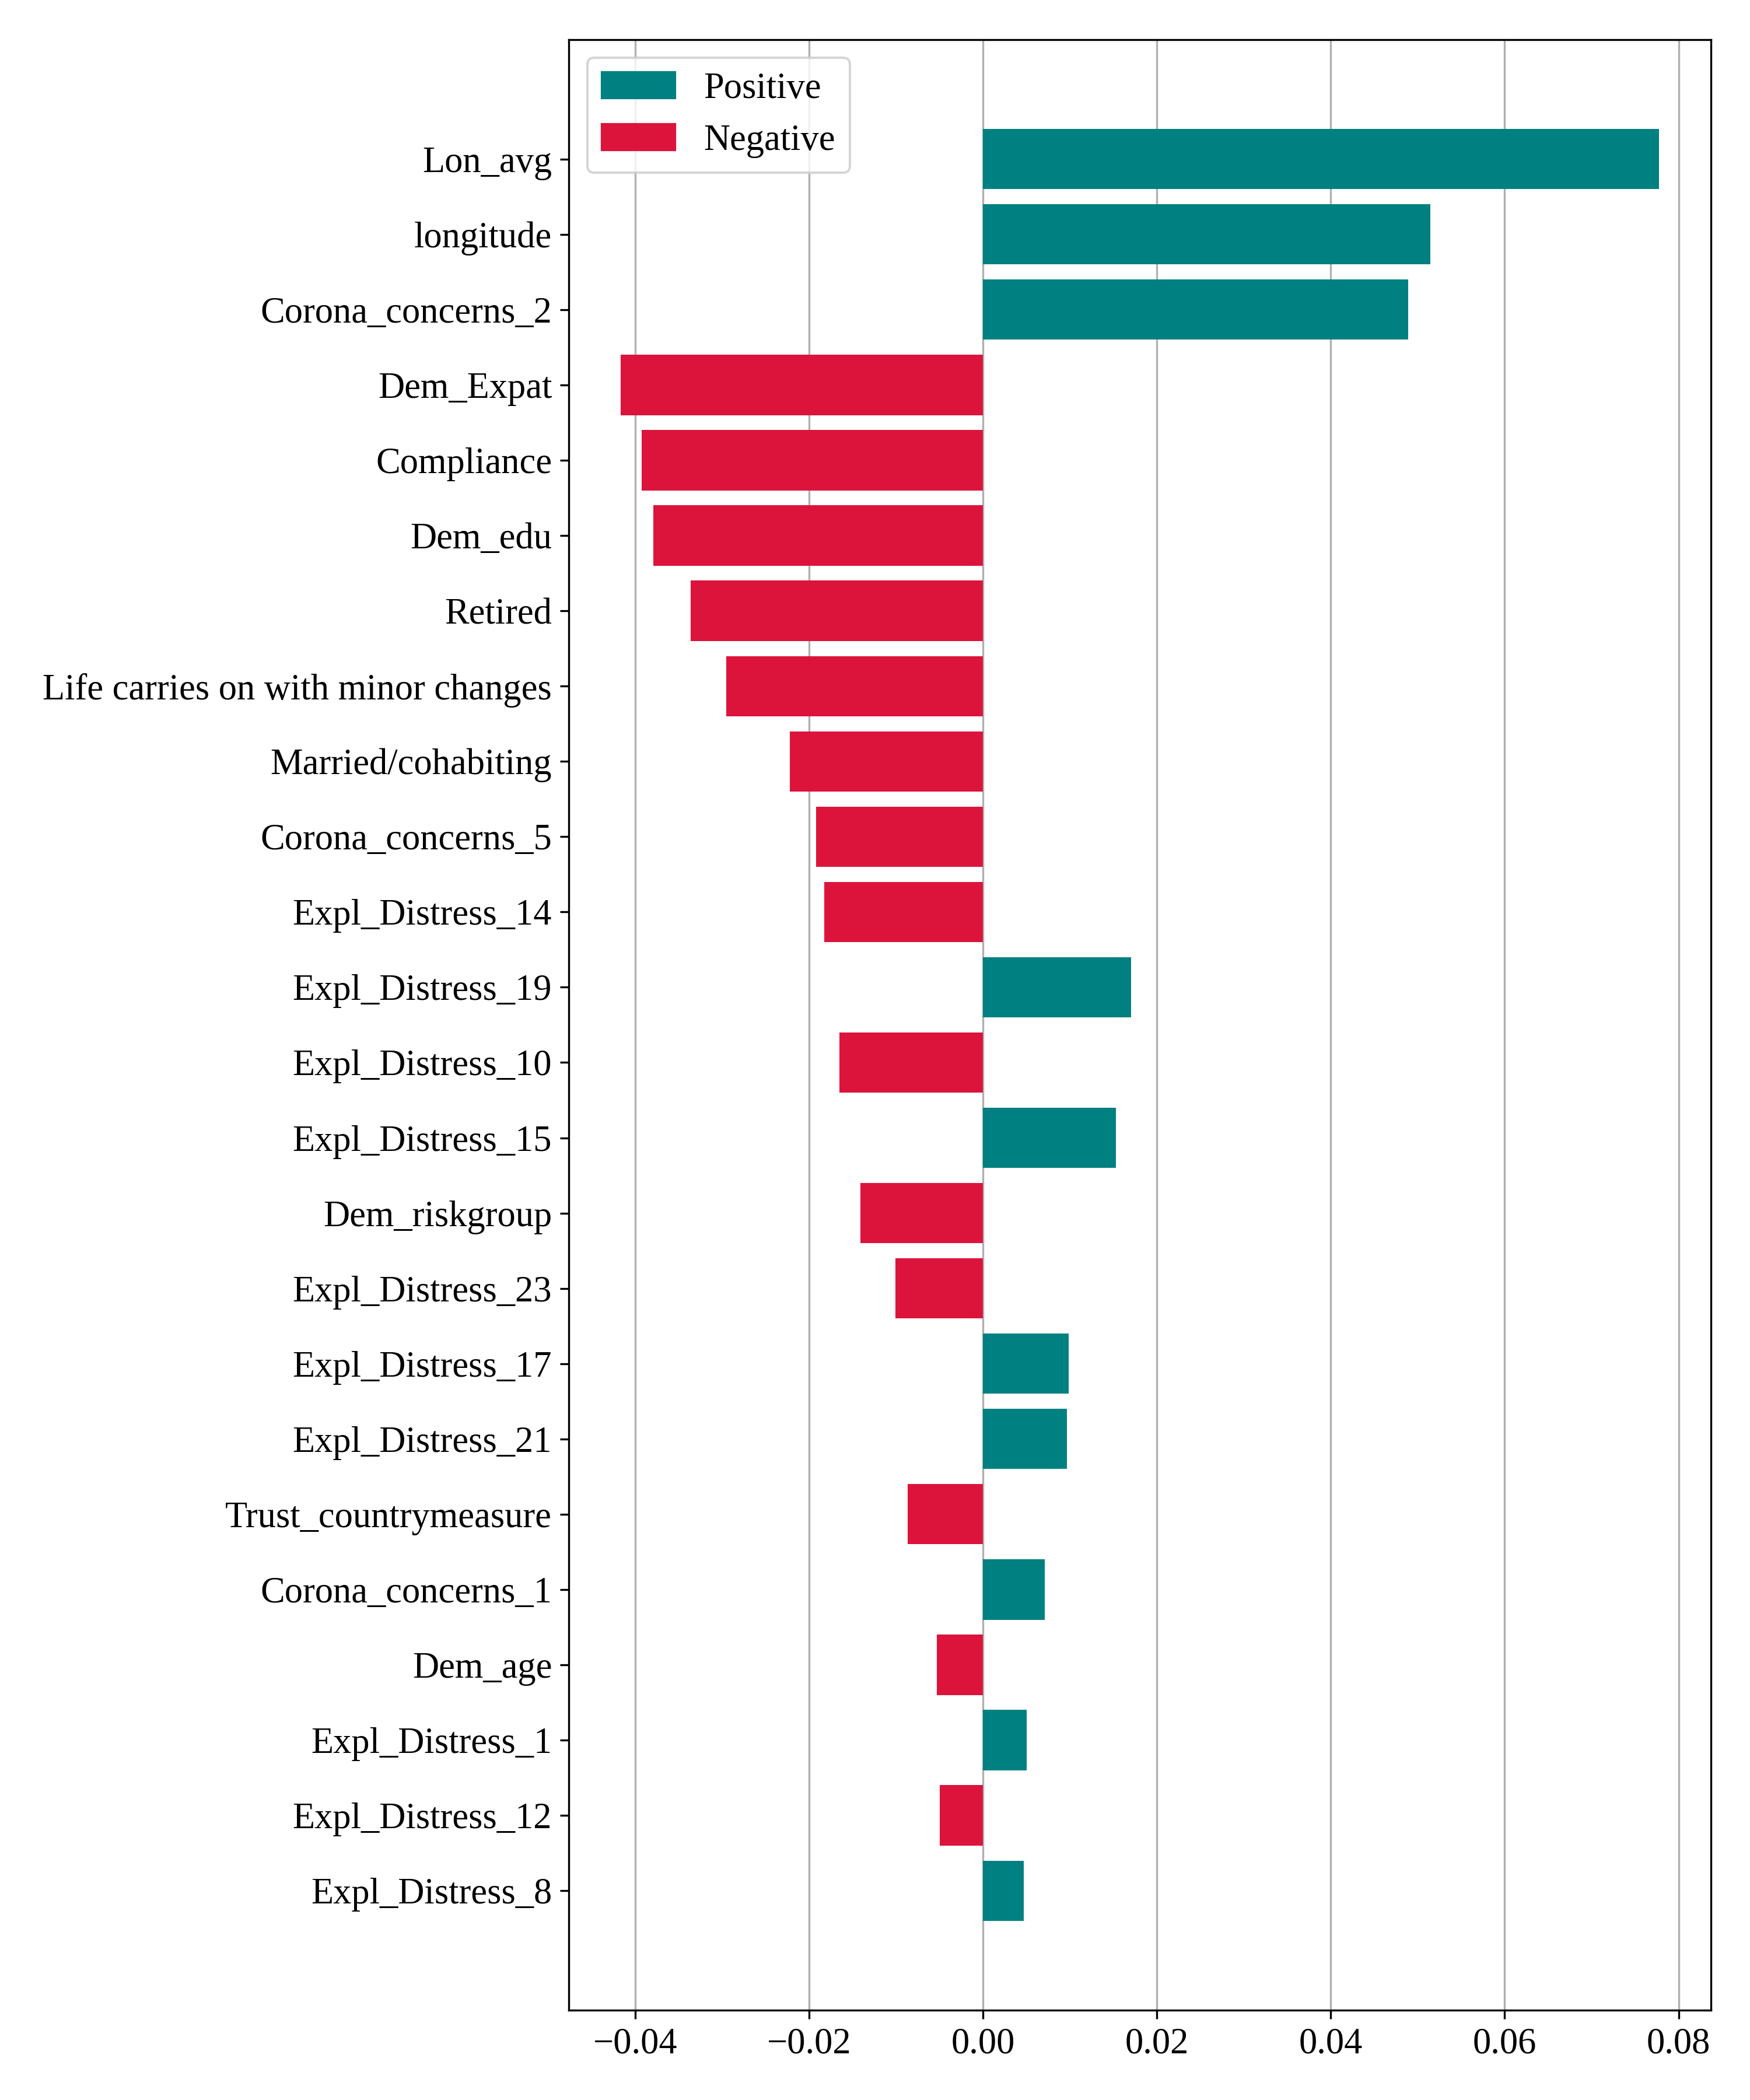 Positive
Negative
Lon_avg
longitude
Corona_concerns_2
Dem_Expat
Compliance
Dem_edu
Retired
Life carries on with minor changes
Married/cohabiting
Corona_concerns_5
Expl_Distress_14
Expl_Distress_19
Expl_Distress_10
Expl_Distress_15
Dem_riskgroup
Expl_Distress_23
Expl_Distress_17
Expl_Distress_21
Trust_countrymeasure
Corona_concerns_1
Dem_age
Expl_Distress_1
Expl_Distress_12
Expl_Distress_8
−0.04 −0.02 0.00 0.02 0.04 0.06 0.08